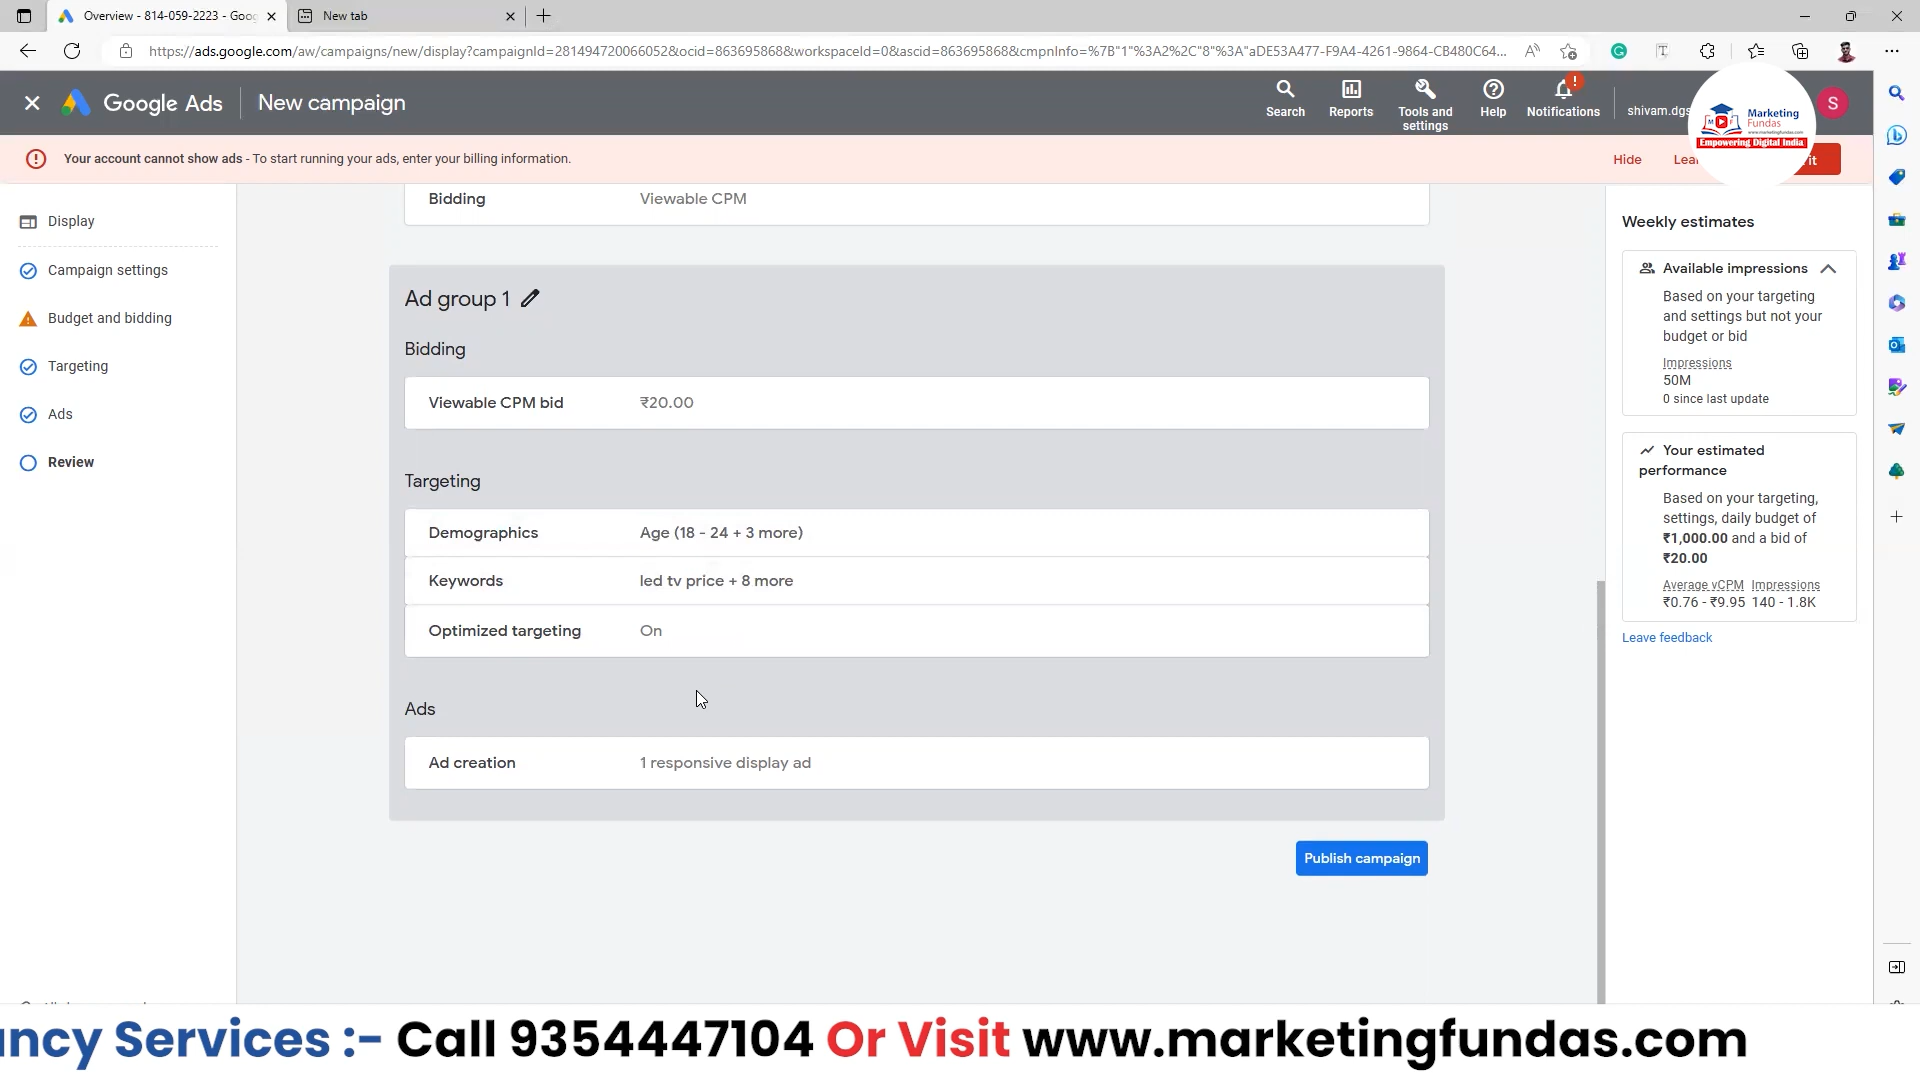 Overview - 814-059-2223 - Goog
New tab
https://ads.google.com/aw/campaigns/new/display?campaignId=281494720066052&ocid=863695868&workspaceId=0&ascid=863695868&cmpnInfo=%7B"1"%3A2%2C"8"%3A"aDE53A477-F9A4-4261-9864-CB480C64...
Google Ads
New campaign
Search
Reports
Tools and
settings
Help
Notifications
shivam.dgs
S
Marketing
Fundas
www.marketingfundas.com
Empowering Digital India
Your account cannot show ads - To start running your ads, enter your billing information.
Hide
Display
Campaign settings
Budget and bidding
Targeting
Ads
Review
Bidding
Viewable CPM
Ad group 1
Bidding
Viewable CPM bid
₹20.00
Targeting
Demographics
Age (18 - 24 + 3 more)
Keywords
led tv price + 8 more
Optimized targeting
On
Ads
Ad creation
1 responsive display ad
Publish campaign
Weekly estimates
Available impressions
Based on your targeting
and settings but not your
budget or bid
Impressions
50M
0 since last update
Your estimated
performance
Based on your targeting,
settings, daily budget of
₹1,000.00 and a bid of
₹20.00
Average vCPM Impressions
₹0.76 - ₹9.95 140 - 1.8K
Leave feedback
ancy Services :- Call 9354447104 Or Visit www.marketingfundas.com